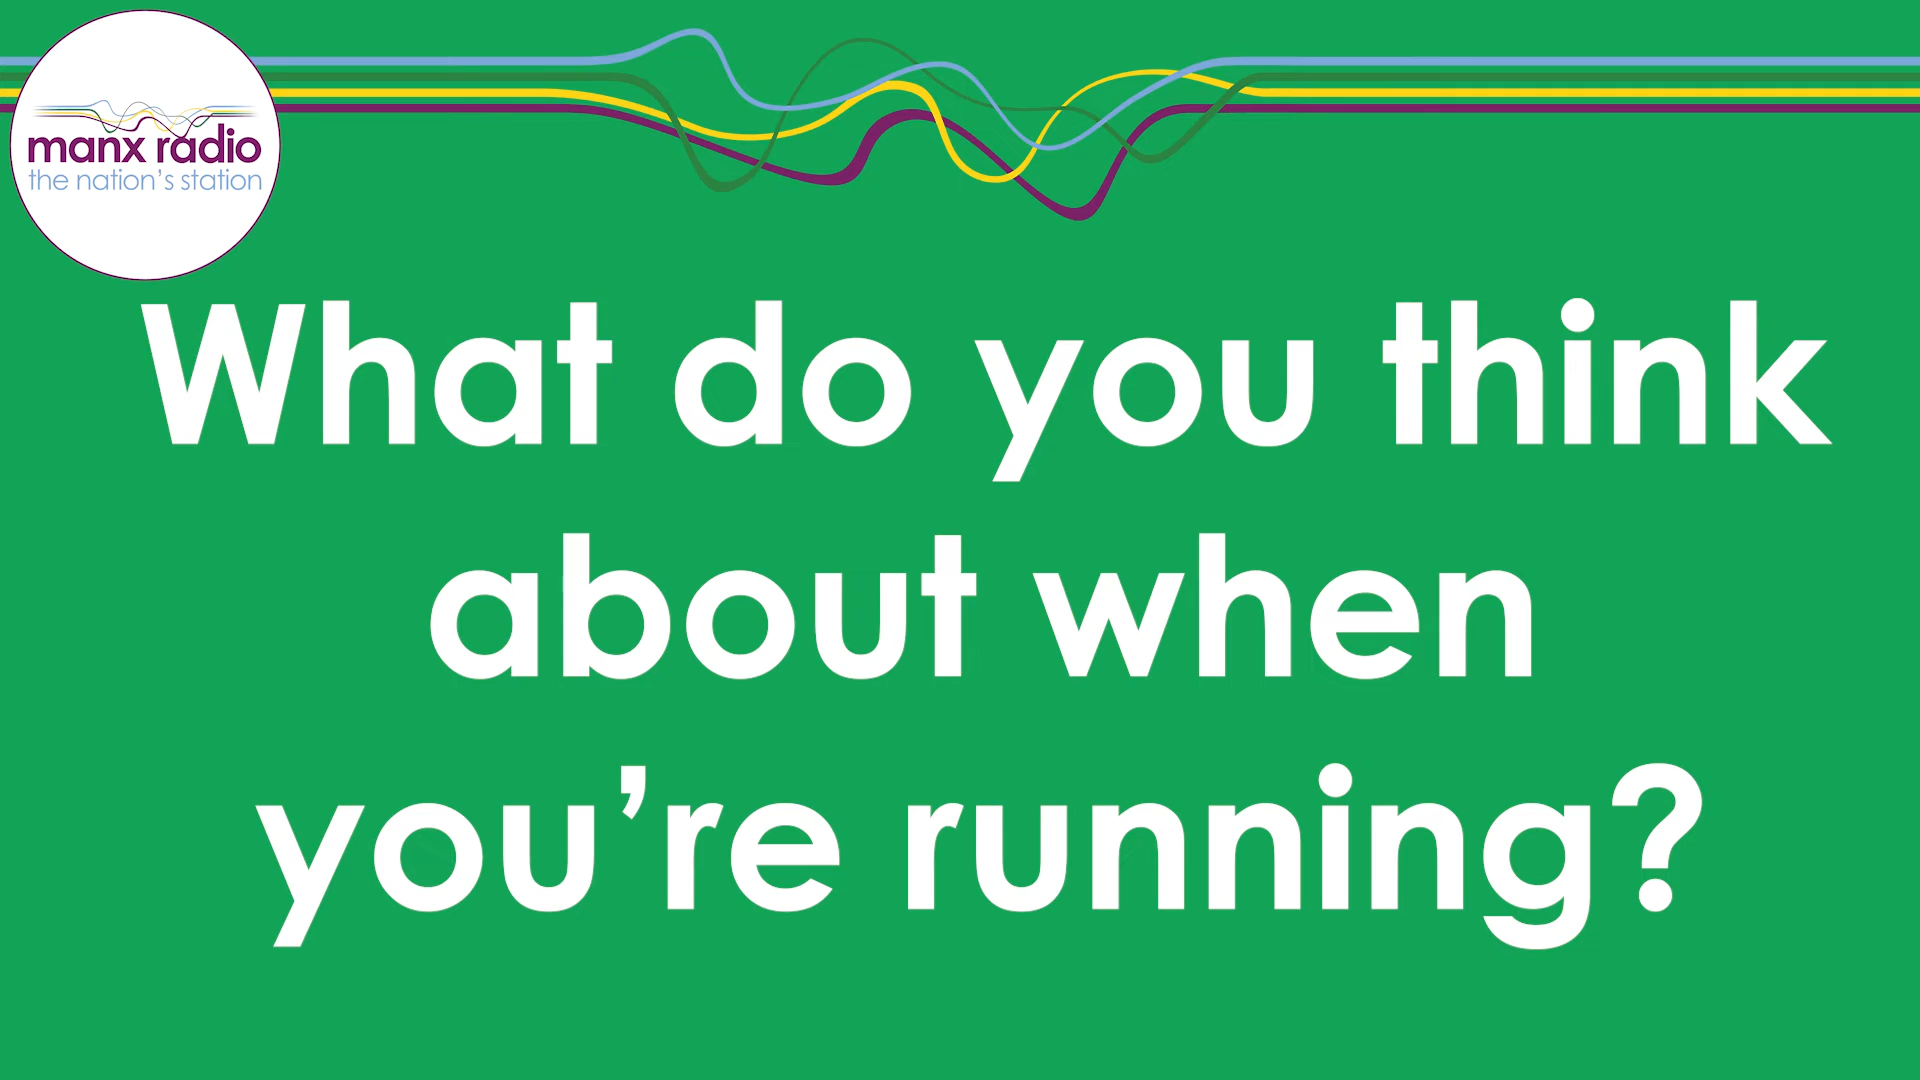 manx radio
the nation's station
What do you think
about when
you’re running?